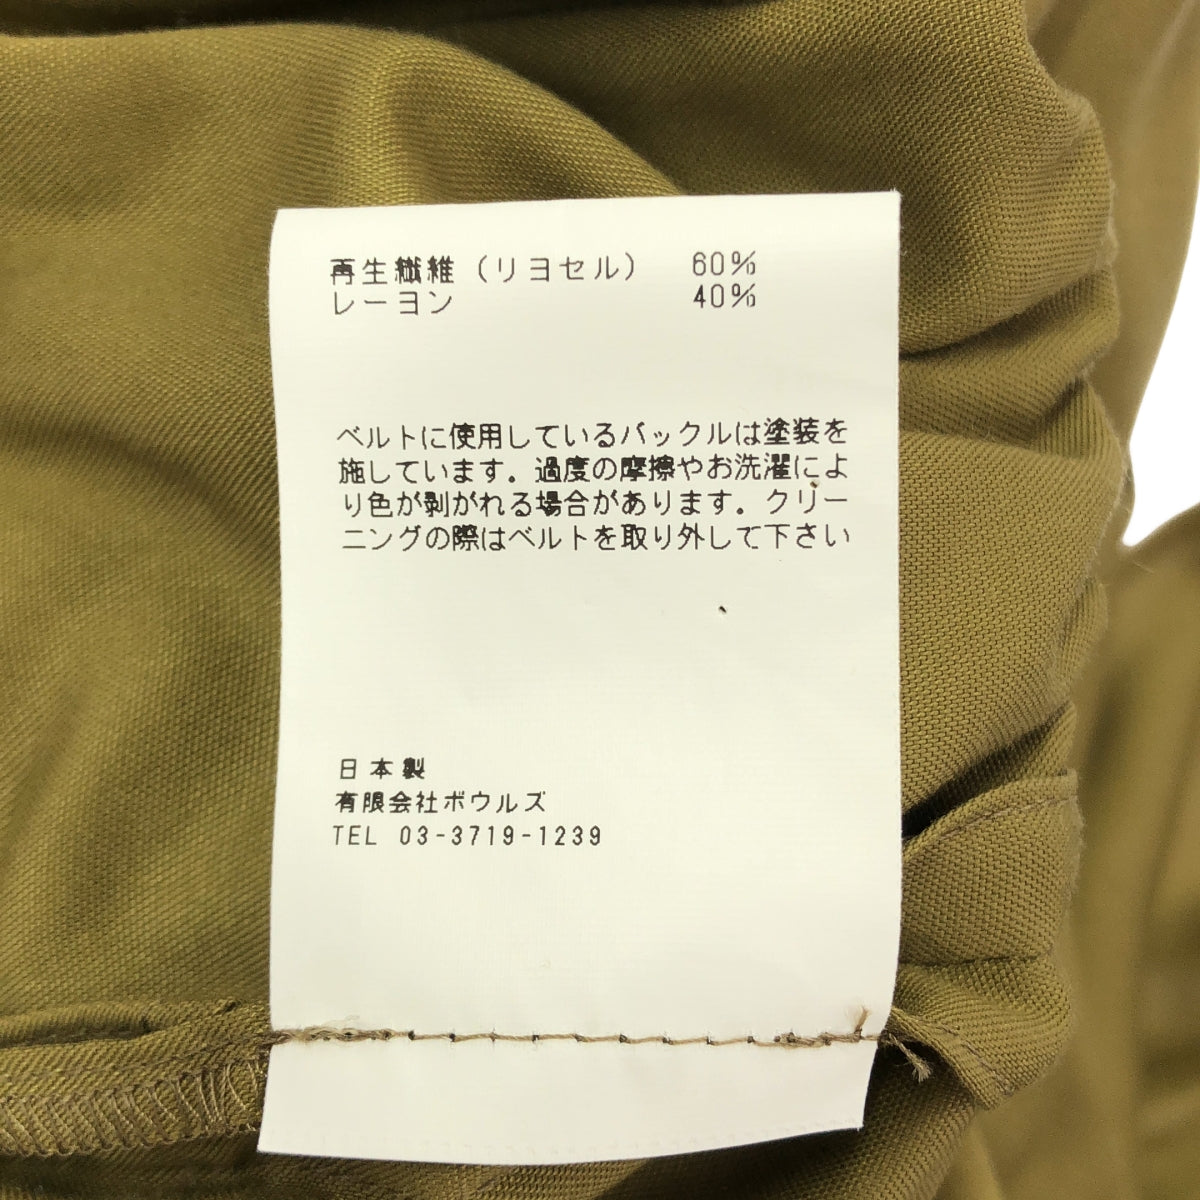 再生繊維（リヨセル） 60%
レーヨン 40%
ベルトに使用しているバックルは塗装を
施しています．過度の摩擦やお洗濯によ
り色が剥がれる場合があります．クリー
ニングの際はベルトを取り外して下さい
日本製
有限会社ボウルズ
TEL 03-3719-1239